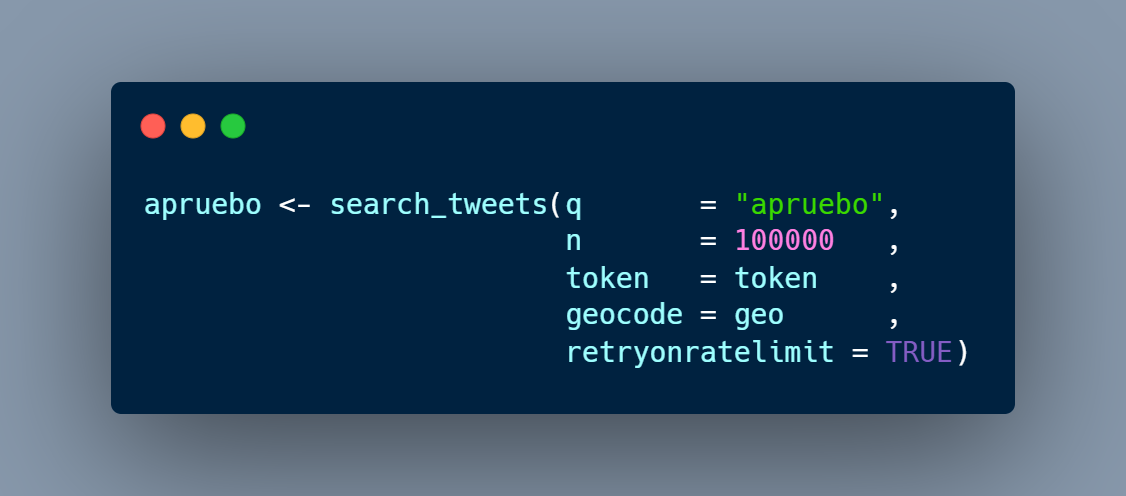 apruebo <- search_tweets(q       = "apruebo",
                         n       = 100000   ,
                         token   = token    ,
                         geocode = geo      ,
                         retryonratelimit = TRUE)